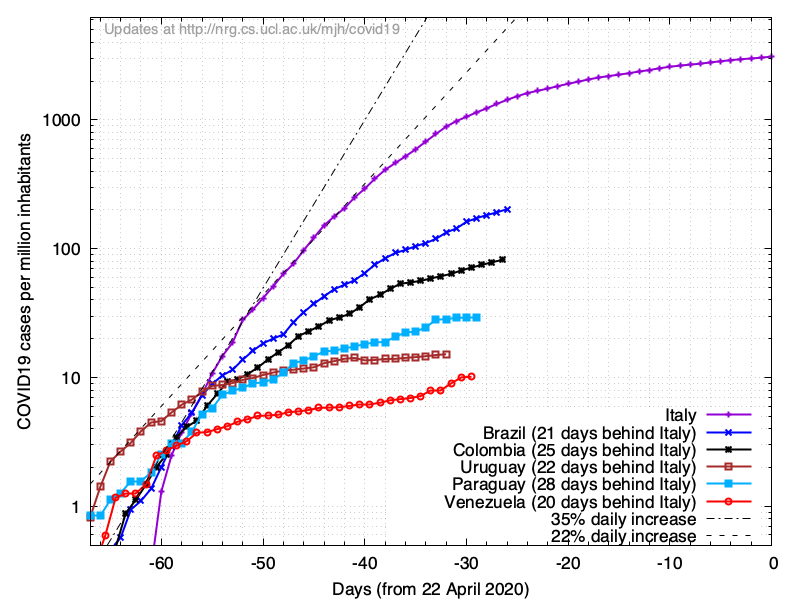 Updates at http://nrg.cs.ucl.ac.uk/mjh/covid19
COVID19 cases per million inhabitants
1000
100
10
1
Italy
Brazil (21 days behind Italy)
Colombia (25 days behind Italy)
Uruguay (22 days behind Italy)
Paraguay (28 days behind Italy)
Venezuela (20 days behind Italy)
35% daily increase
22% daily increase
-60 -50 -40 -30 -20 -10 0
Days (from 22 April 2020)